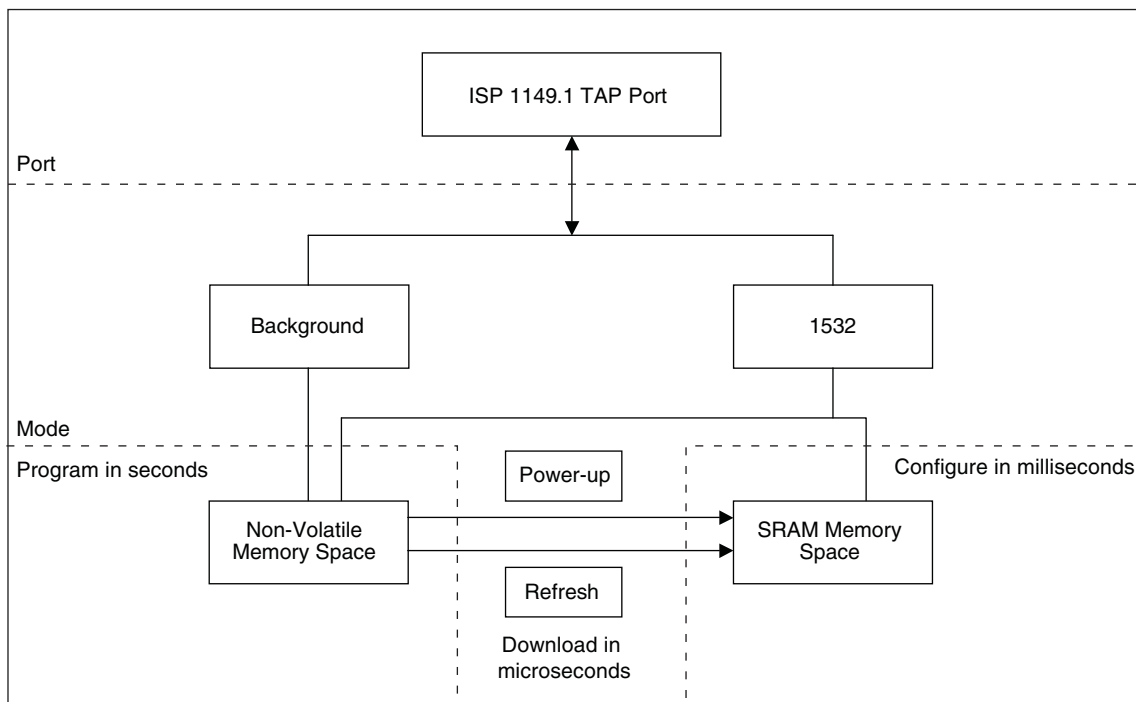 ISP 1149.1 TAP Port
Port
Background
1532
Mode
Program in seconds
Power-up
Configure in milliseconds
Non-Volatile
Memory Space
SRAM Memory
Space
Refresh
Download in
microseconds